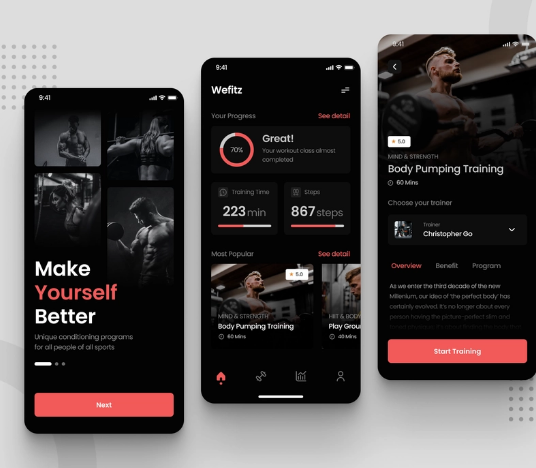 9:41
Make
Yourself
Better
Unique conditioning programs
for all people of all sports
Next
9:41
Wefitz
Your Progress
See detail
70%
Great!
Your workout class almost
completed
Training Time
223 min
Steps
867 steps
Most Popular
See detail
5.0
MIND & STRENGTH
Body Pumping Training
60 Mins
HIIT & BODY
Play Grou
40 Mins
9:41
5.0
MIND & STRENGTH
Body Pumping Training
60 Mins
Choose your trainer
Trainer
Christopher Go
Overview
Benefit
Program
As we enter the third decade of the new
Millenium, our idea of 'the perfect body' has
certainly evolved. It's no longer about every
person having the picture-perfect slim and
Start Training